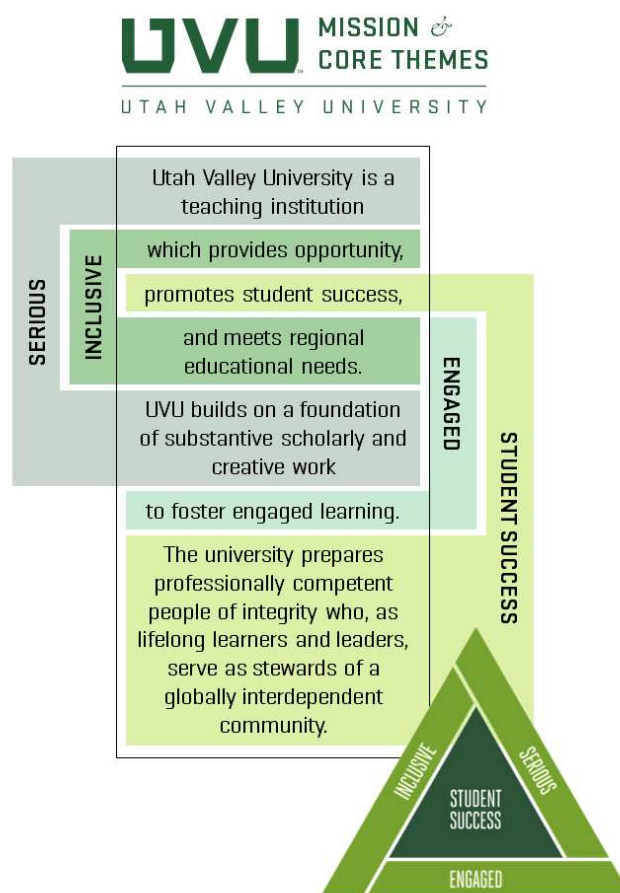 UVU MISSION &
CORE THEMES
UTAH VALLEY UNIVERSITY
SERIOUS
INCLUSIVE
Utah Valley University is a
teaching institution
which provides opportunity,
promotes student success,
and meets regional
educational needs.
UVU builds on a foundation
of substantive scholarly and
creative work
to foster engaged learning.
The university prepares
professionally competent
people of integrity who, as
lifelong learners and leaders,
serve as stewards of a
globally interdependent
community.
ENGAGED
STUDENT SUCCESS
INCLUSIVE
SERIOUS
STUDENT
SUCCESS
ENGAGED